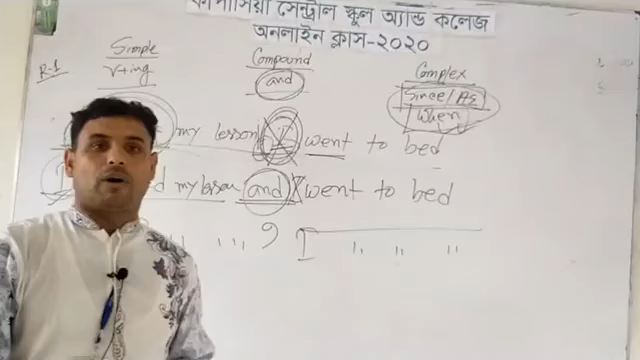 কাপাসিয়া সেন্ট্রাল স্কুল অ্যান্ড কলেজ
অনলাইন ক্লাস-২০২০
Simple Compound Complex
R-1 V+ing and Since/As
When
my lesson, I went to bed
my lesson and went to bed
" ,,, 9 I " " "